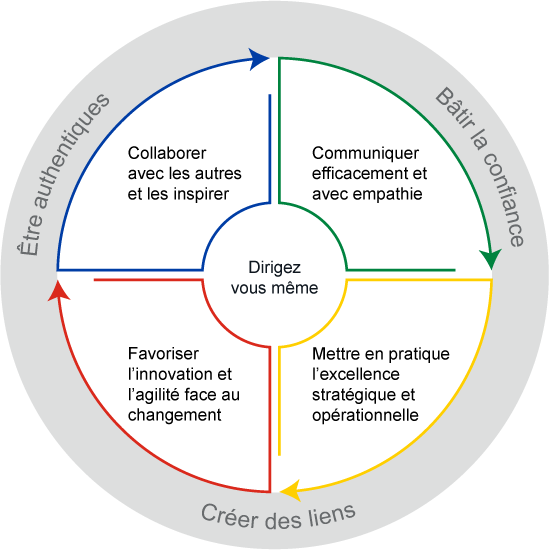 Être authentiques
Bâtir la confiance
Collaborer
avec les autres
et les inspirer
Communiquer
efficacement et
avec empathie
Dirigez
vous même
Favoriser
l’innovation et
l’agilité face au
changement
Mettre en pratique
l’excellence
stratégique et
opérationnelle
Créer des liens